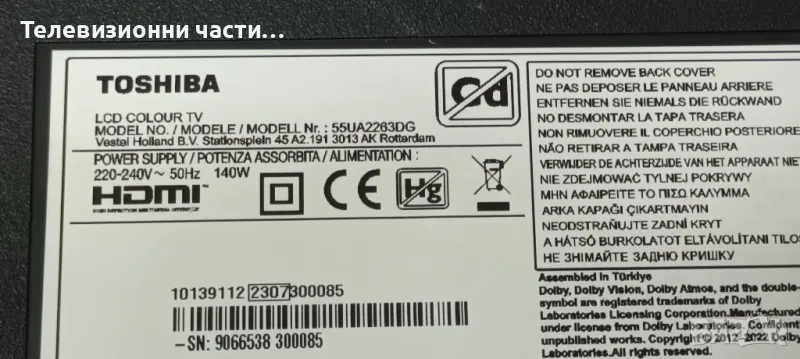 Телевизионни части…
TOSHIBA
LCD COLOUR TV
MODEL NO. / MODELE / MODELL Nr. : 55UA2263DG
Vestel Holland B.V. Stationsplein 45 A2.191 3013 AK Rotterdam
POWER SUPPLY / POTENZA ASSORBITA / ALIMENTATION :
220-240V~ 50Hz 140W
HDMI
HIGH DEFINITION MULTIMEDIA INTERFACE
CE
Hg
Cd
10139112 2307300085
-SN: 9066538 300085
DO NOT REMOVE BACK COVER
NE PAS DEPOSER LE PANNEAU ARRIERE
ENTFERNEN SIE NIEMALS DIE RÜCKWAND
NO DESMONTAR LA TAPA TRASERA
NON RIMUOVERE IL COPERCHIO POSTERIORE
NÃO RETIRAR A TAMPA TRASEIRA
VERWIJDER DE ACHTERZIJDE VAN HET APPARAAT NIET
NIE ZDEJMOWAĆ TYLNEJ POKRYWY
ΜΗΝ ΑΦΑΙΡΕΙΤΕ ΤΟ ΠΙΣΩ ΚΑΛΥΜΜΑ
ARKA KAPAĞI ÇIKARTMAYIN
NEODSTRAŇUJTE ZADNÍ KRYT
A HÁTSÓ BURKOLATOT ELTÁVOLÍTANI TILOS
НЕ ЗНІМАЙТЕ ЗАДНЮ КРИШКУ
Assembled in Türkiye
Dolby, Dolby Vision, Dolby Atmos, and the double-
symbol are registered trademarks of Dolby
Laboratories Licensing Corporation.Manufactured
under license from Dolby Laboratories. Confidential
unpublished works. Copyright © 2012-2022 Dolby
Laboratories.All rights reserved.